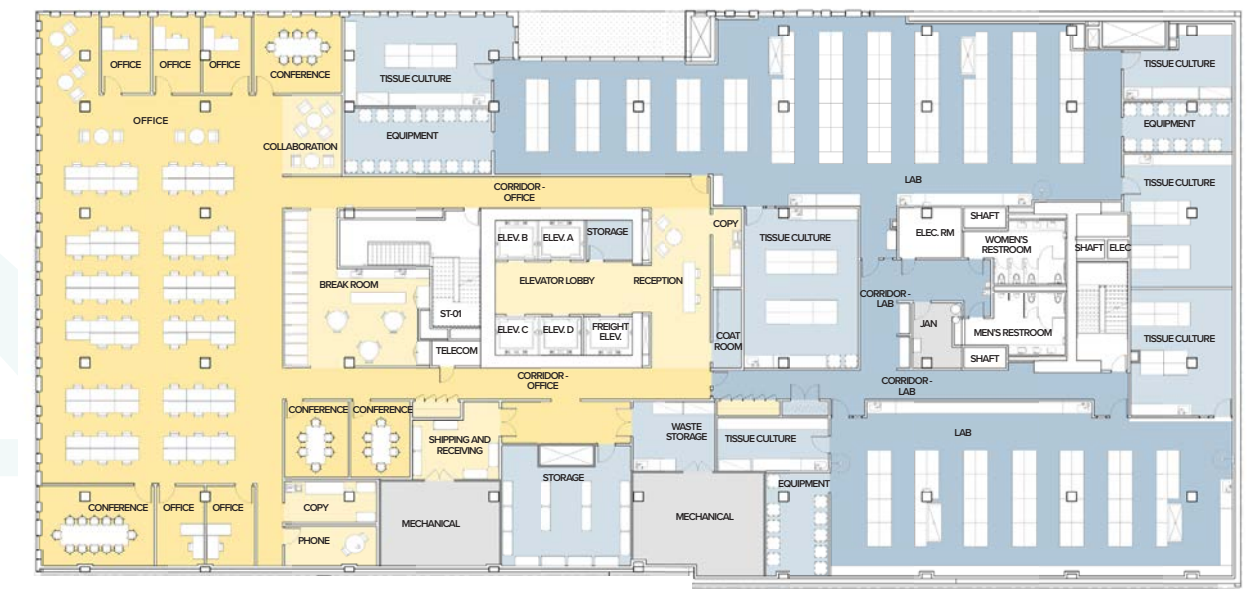 OFFICE
OFFICE
OFFICE
CONFERENCE
TISSUE CULTURE
TISSUE CULTURE
OFFICE
EQUIPMENT
EQUIPMENT
COLLABORATION
CORRIDOR -
OFFICE
LAB
TISSUE CULTURE
COPY
TISSUE CULTURE
ELEC. RM
SHAFT
WOMEN'S
RESTROOM
SHAFT
ELEC
ELEV. B
ELEV. A
STORAGE
BREAK ROOM
ELEVATOR LOBBY
RECEPTION
CORRIDOR -
LAB
ST-01
ELEV. C
ELEV. D
FREIGHT
ELEV.
COAT
ROOM
JAN
MEN'S RESTROOM
SHAFT
TISSUE CULTURE
TELECOM
CORRIDOR -
OFFICE
CORRIDOR -
LAB
CONFERENCE
CONFERENCE
SHIPPING AND
RECEIVING
WASTE
STORAGE
TISSUE CULTURE
LAB
STORAGE
EQUIPMENT
CONFERENCE
OFFICE
OFFICE
COPY
MECHANICAL
MECHANICAL
PHONE